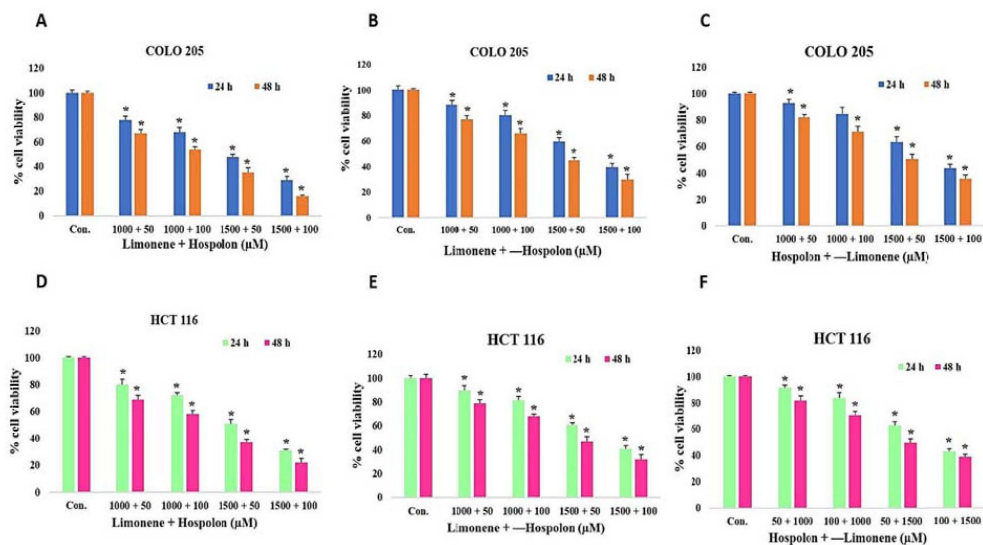 A
COLO 205
24 h 48 h
% cell viability
120
100
80
60
40
20
0
* * * * * * * *
Con. 1000 + 50 1000 + 100 1500 + 50 1500 + 100
Limonene + Hospolon (µM)
B
COLO 205
24 h 48 h
% cell viability
120
100
80
60
40
20
0
* * * * * * * *
Con. 1000 + 50 1000 + 100 1500 + 50 1500 + 100
Limonene + —Hospolon (µM)
C
COLO 205
24 h 48 h
% cell viability
120
100
80
60
40
20
0
* * * * * * *
Con. 1000 + 50 1000 + 100 1500 + 50 1500 + 100
Hospolon + —Limonene (µM)
D
HCT 116
24 h 48 h
% cell viability
120
100
80
60
40
20
0
* * * * * * * *
Con. 1000 + 50 1000 + 100 1500 + 50 1500 + 100
Limonene + Hospolon (µM)
E
HCT 116
24 h 48 h
% cell viability
120
100
80
60
40
20
0
* * * * * * * *
Con. 1000 + 50 1000 + 100 1500 + 50 1500 + 100
Limonene + —Hospolon (µM)
F
HCT 116
24 h 48 h
% cell viability
120
100
80
60
40
20
0
* * * * * * * *
Con. 50 + 1000 100 + 1000 50 + 1500 100 + 1500
Hospolon + —Limonene (µM)